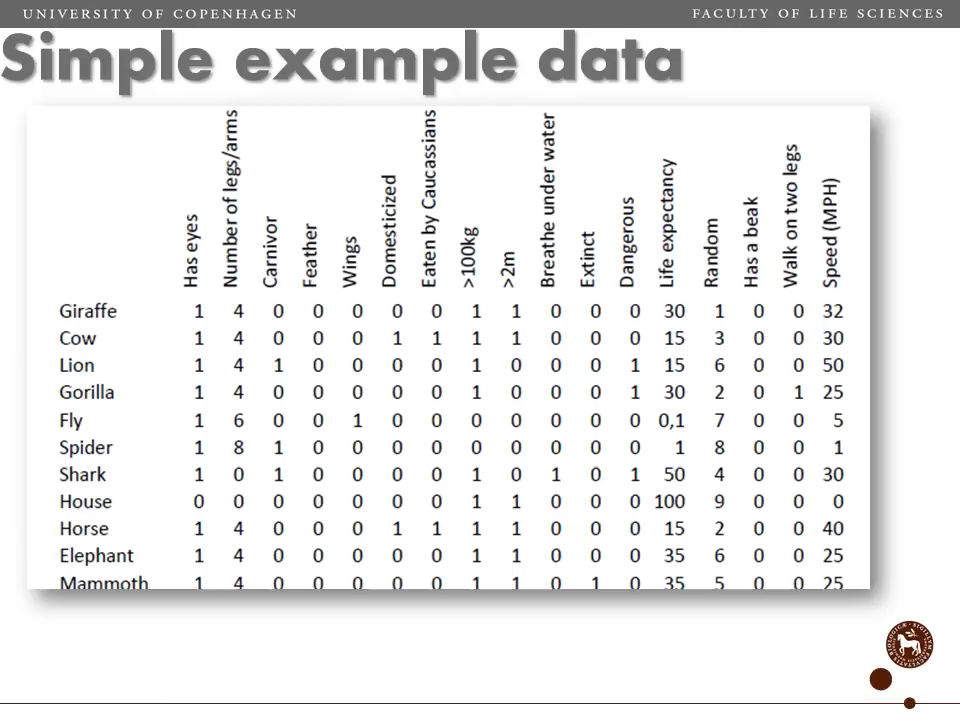 UNIVERSITY OF COPENHAGEN
FACULTY OF LIFE SCIENCES
Simple example data
Has eyes
Number of legs/arms
Carnivor
Feather
Wings
Domesticized
Eaten by Caucassians
>100kg
>2m
Breathe under water
Extinct
Dangerous
Life expectancy
Random
Has a beak
Walk on two legs
Speed (MPH)
Giraffe 1 4 0 0 0 0 0 1 1 0 0 0 30 1 0 0 32
Cow 1 4 0 0 0 1 1 1 1 0 0 0 15 3 0 0 30
Lion 1 4 1 0 0 0 0 1 0 0 0 1 15 6 0 0 50
Gorilla 1 4 0 0 0 0 0 1 0 0 0 1 30 2 0 1 25
Fly 1 6 0 0 1 0 0 0 0 0 0 0 0,1 7 0 0 5
Spider 1 8 1 0 0 0 0 0 0 0 0 0 1 8 0 0 1
Shark 1 0 1 0 0 0 0 1 0 1 0 1 50 4 0 0 30
House 0 0 0 0 0 0 0 1 1 0 0 0 100 9 0 0 0
Horse 1 4 0 0 0 1 1 1 1 0 0 0 15 2 0 0 40
Elephant 1 4 0 0 0 0 0 1 1 0 0 0 35 6 0 0 25
Mammoth 1 4 0 0 0 0 0 1 1 0 1 0 35 5 0 0 25